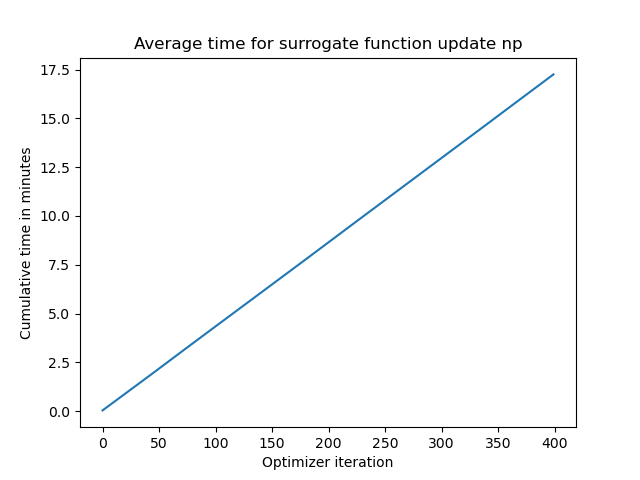 Average time for surrogate function update np
17.5
15.0
12.5
10.0
7.5
5.0
2.5
0.0
Cumulative time in minutes
0 50 100 150 200 250 300 350 400
Optimizer iteration